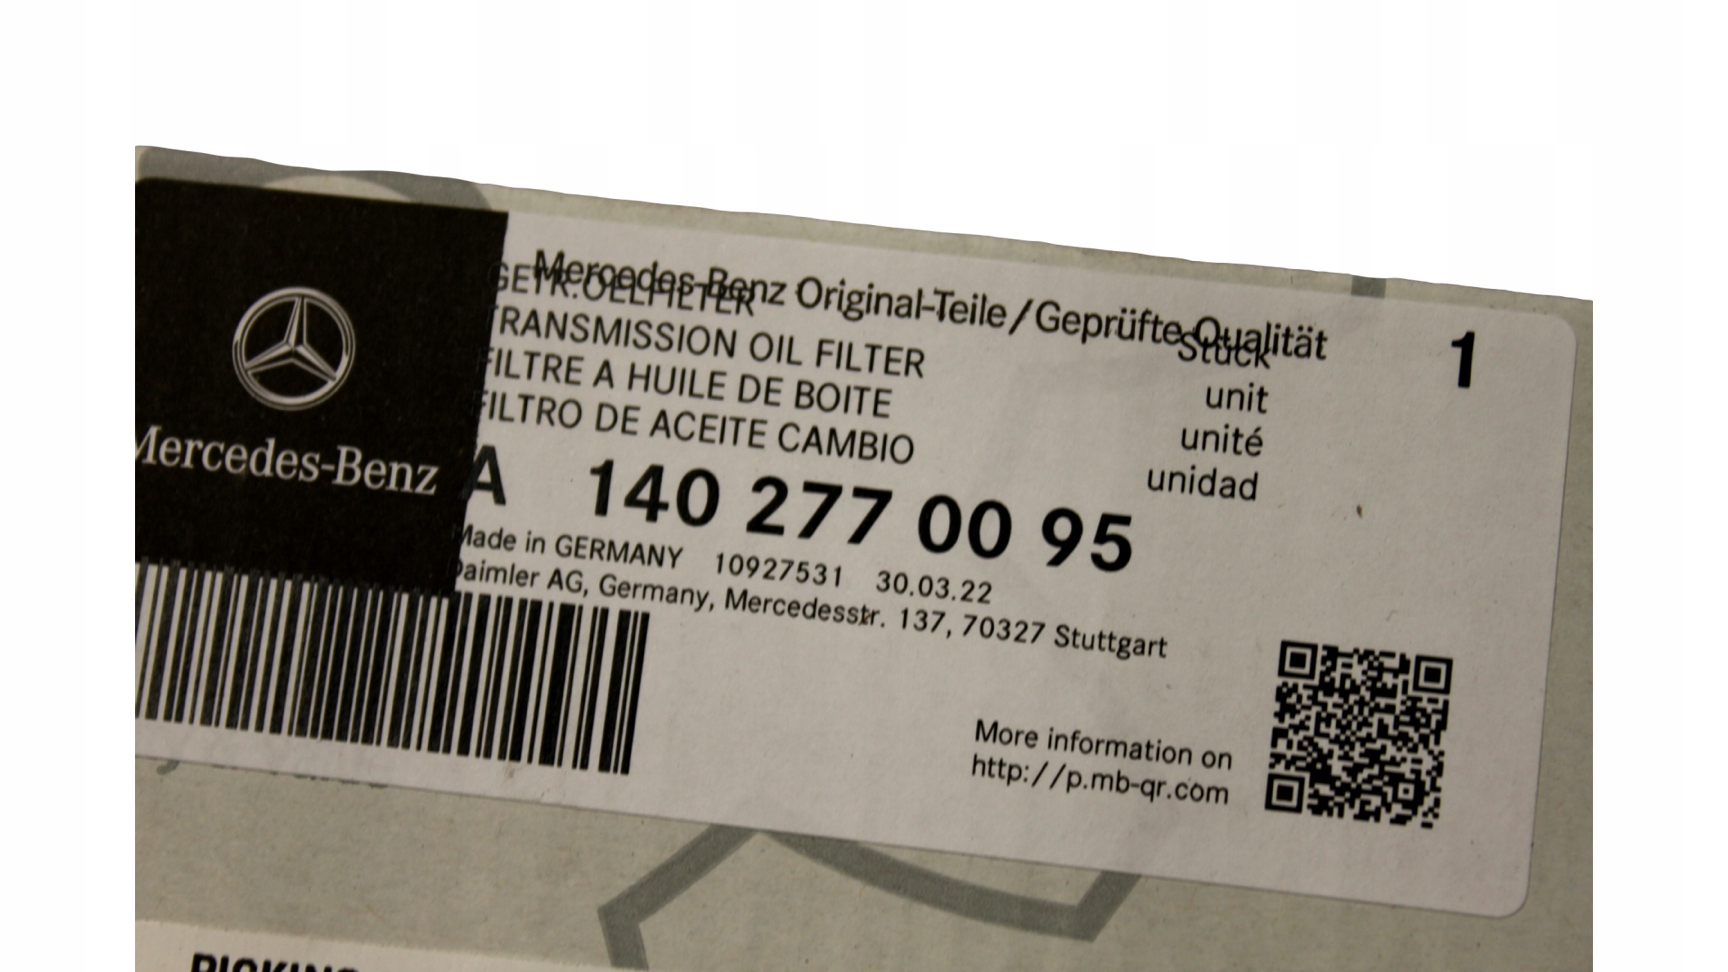 Mercedes-Benz Original-Teile/Geprüfte Qualität
GETR.OELFILTER
TRANSMISSION OIL FILTER
FILTRE A HUILE DE BOITE
FILTRO DE ACEITE CAMBIO
Stück 1
unit
unité
unidad
Mercedes-Benz
A 140 277 00 95
Made in GERMANY 10927531 30.03.22
Daimler AG, Germany, Mercedesstr. 137, 70327 Stuttgart
More information on
http://p.mb-qr.com
PICKING